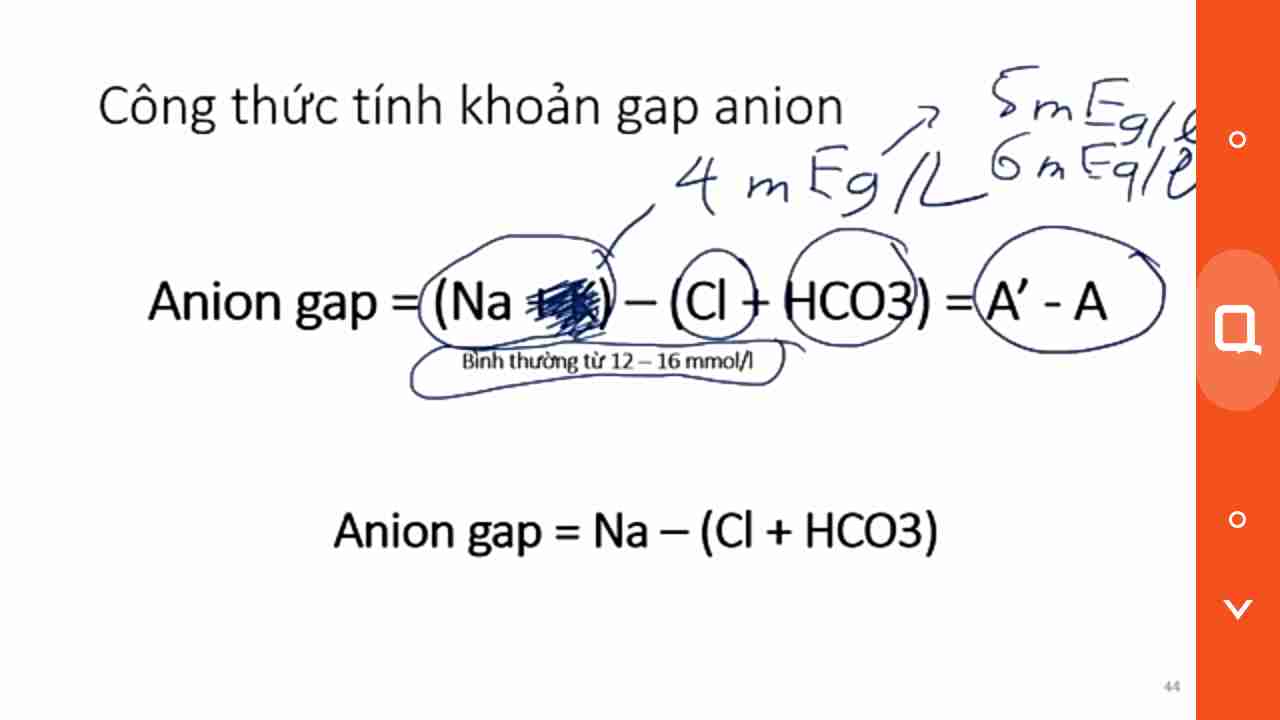 Công thức tính khoản gap anion
5 mEq/l
4 mEq/L 6 mEq/l
Anion gap = (Na + K) – (Cl + HCO3) = A’ - A
Bình thường từ 12 – 16 mmol/l
Anion gap = Na – (Cl + HCO3)
44